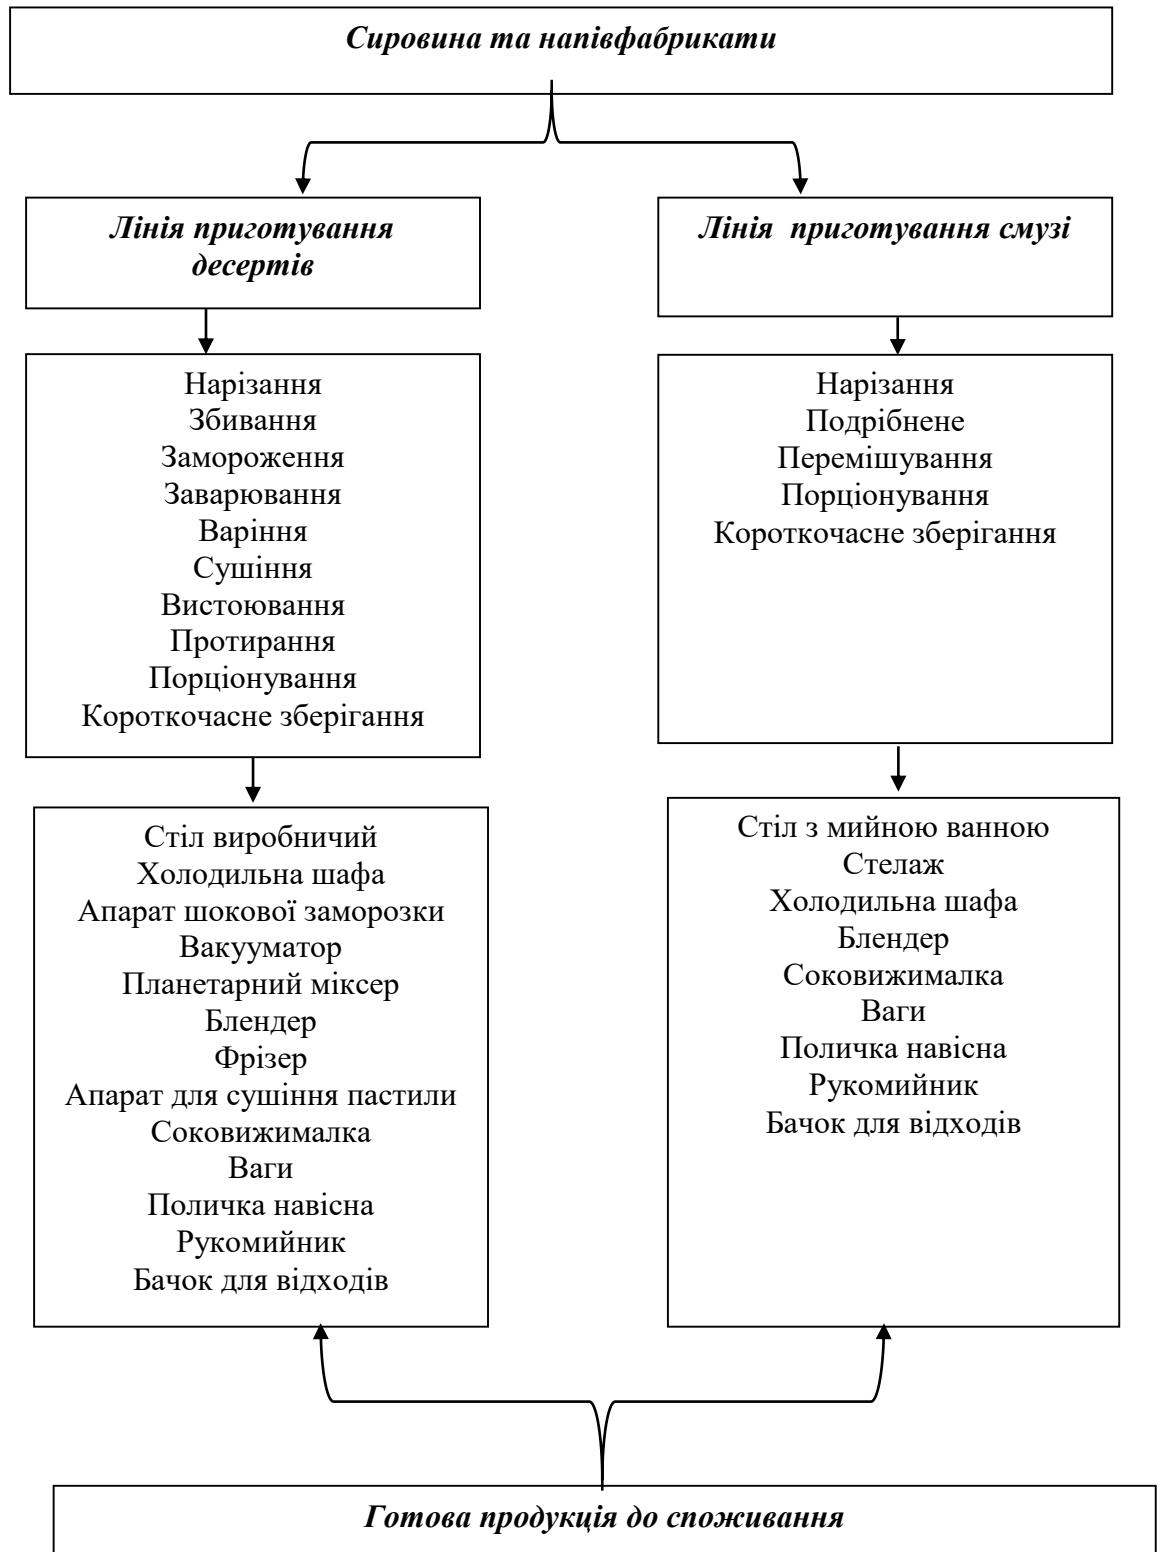 Сировина та напівфабрикати
Лінія приготування
десертів
Лінія приготування смузі
Нарізання
Збивання
Замороження
Заварювання
Варіння
Сушіння
Вистоювання
Протирання
Порціонування
Короткочасне зберігання
Нарізання
Подрібнене
Перемішування
Порціонування
Короткочасне зберігання
Стіл виробничий
Холодильна шафа
Апарат шокової заморозки
Вакууматор
Планетарний міксер
Блендер
Фрізер
Апарат для сушіння пастили
Соковижималка
Ваги
Поличка навісна
Рукомийник
Бачок для відходів
Стіл з мийною ванною
Стелаж
Холодильна шафа
Блендер
Соковижималка
Ваги
Поличка навісна
Рукомийник
Бачок для відходів
Готова продукція до споживання